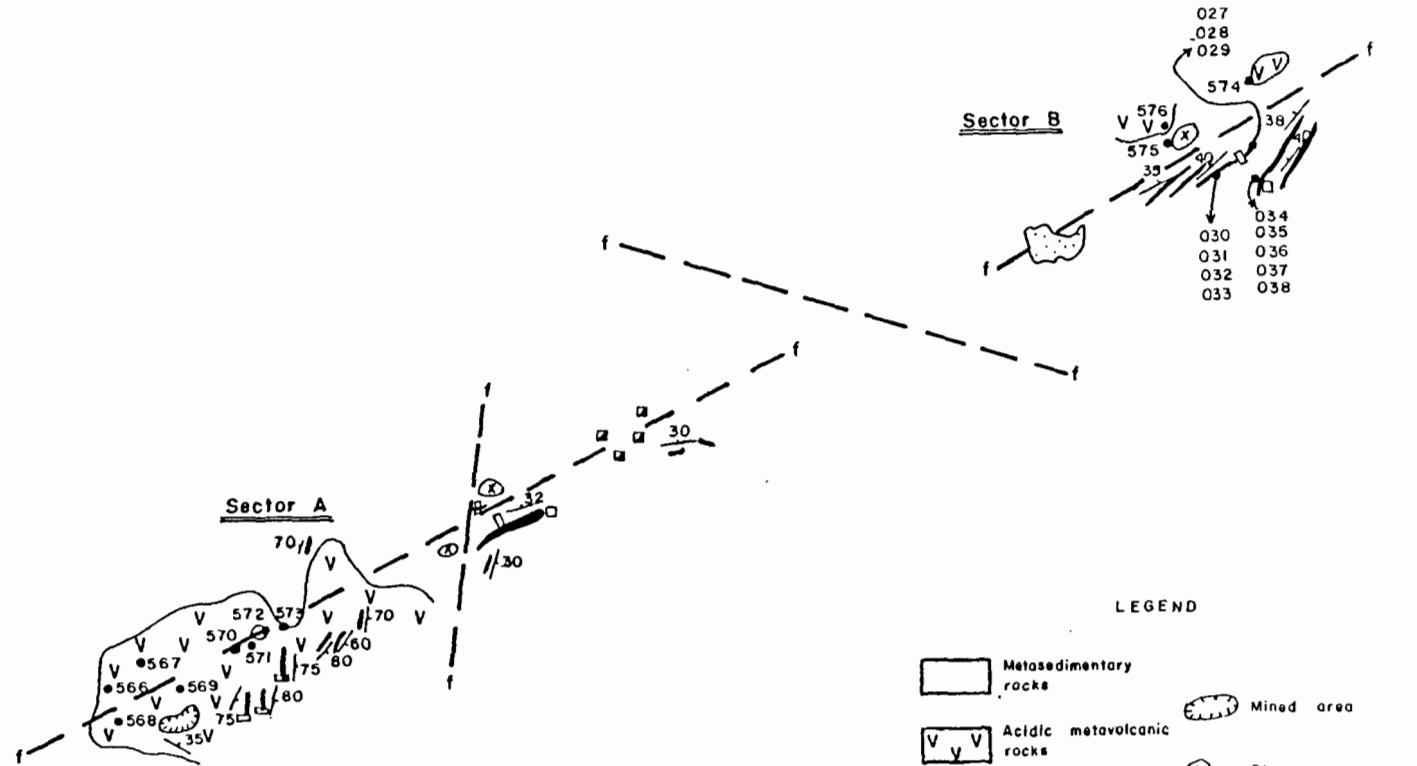 027
028
029
f
574
V V
Sector B
576
V V
x
575
38
40
42
35
034
030 035
031 036
032 037
033 038
f
f
f
f
f
30
x
32
Sector A
x
70
30
V
V
572 573
V
V
V
70
570
V
V
V
60
571
80
567
V
V
75
566
569
V
V
80
568
75
V
35
V
f
f
LEGEND
Metasedimentary
rocks
Mined area
V V V
Acidic metavolcanic
rocks